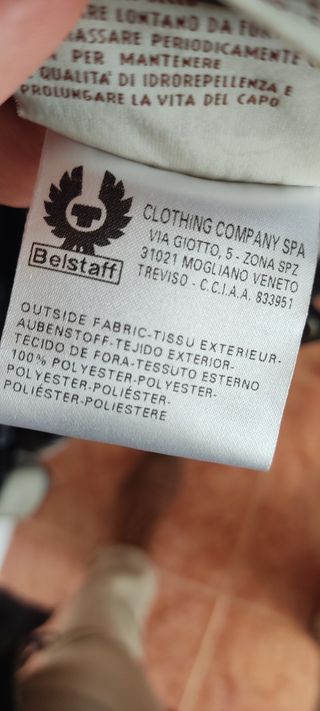 RE LONTANO DA
ASSARE PERIODICAMENTE
PER MANTENERE
QUALITA' DI IDROREPELLENZA E
PROLUNGARE LA VITA DEL CAPO
Belstaff
CLOTHING COMPANY SPA
VIA GIOTTO, 5 - ZONA SPZ
31021 MOGLIANO VENETO
TREVISO - C.C.I.A.A. 833951
OUTSIDE FABRIC-TISSU EXTERIEUR-
AUBENSTOFF-TEJIDO EXTERIOR-
TECIDO DE FORA-TESSUTO ESTERNO
100% POLYESTER-POLYESTER-
POLYESTER-POLIÉSTER-
POLIÉSTER-POLIESTERE